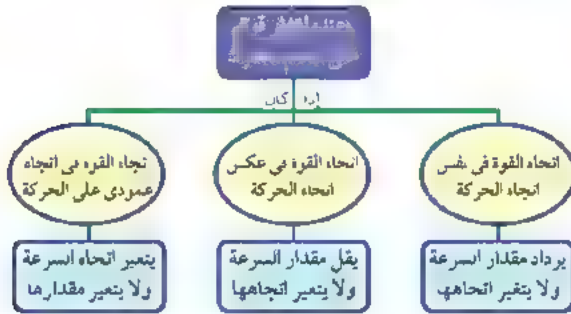 إذا كان
اتجاه القوة في نفس
اتجاه الحركة
اتجاه القوة في عكس
اتجاه الحركة
اتجاه القوة في اتجاه
عمودي على الحركة
يزداد مقدار السرعة
ولا يتغير اتجاهها
يقل مقدار السرعة
ولا يتغير اتجاهها
يتغير اتجاه السرعة
ولا يتغير مقدارها